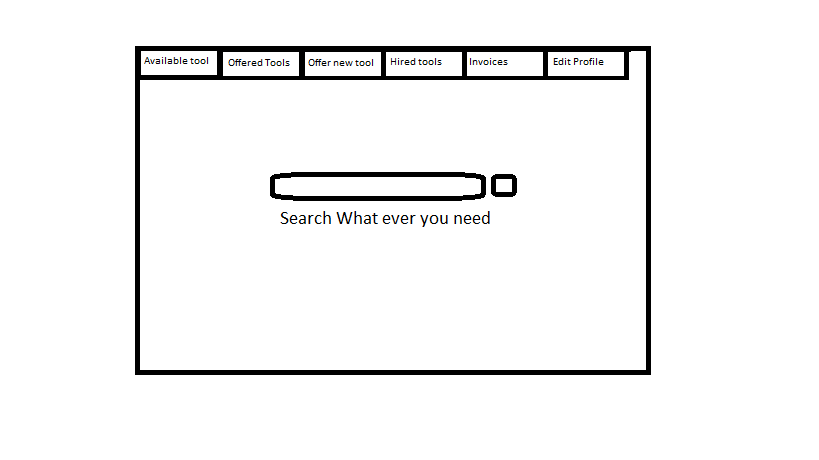 Available tool
Offered Tools
Offer new tool
Hired tools
Invoices
Edit Profile
Search What ever you need